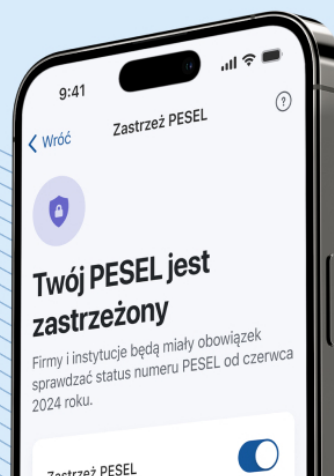 9:41
Wróć
Zastrzeż PESEL
?
Twój PESEL jest
zastrzeżony
Firmy i instytucje będą miały obowiązek
sprawdzać status numeru PESEL od czerwca
2024 roku.
Zastrzeż PESEL